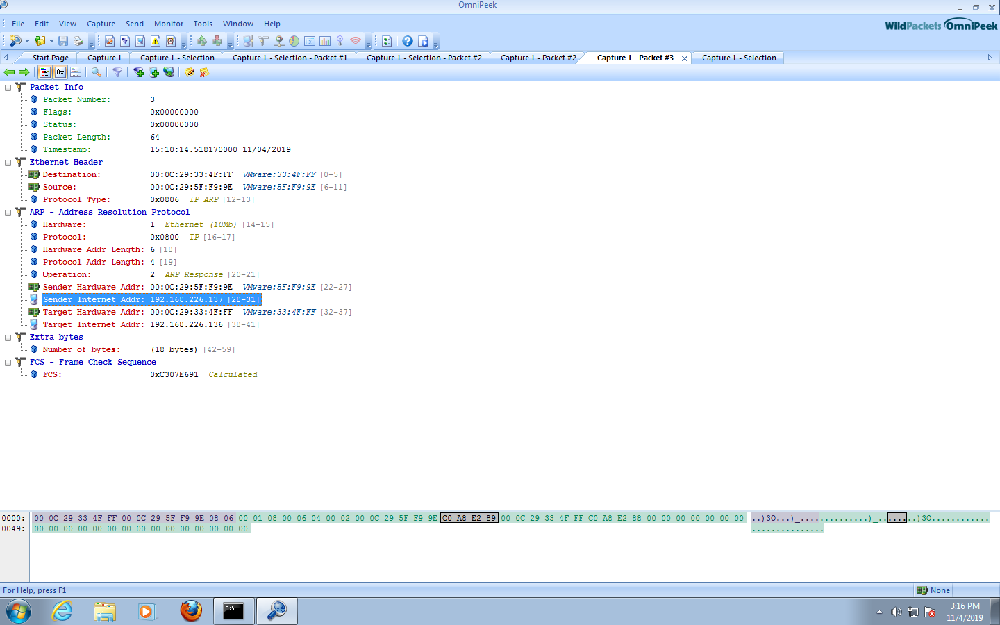 OmniPeek
File Edit View Capture Send Monitor Tools Window Help
WildPackets OmniPeek
Start Page Capture 1 Capture 1 - Selection Capture 1 - Selection - Packet #1 Capture 1 - Selection - Packet #2 Capture 1 - Packet #2 Capture 1 - Packet #3 Capture 1 - Selection
0x
Packet Info
Packet Number: 3
Flags: 0x00000000
Status: 0x00000000
Packet Length: 64
Timestamp: 15:10:14.518170000 11/04/2019
Ethernet Header
Destination: 00:0C:29:33:4F:FF VMware:33:4F:FF [0-5]
Source: 00:0C:29:5F:F9:9E VMware:5F:F9:9E [6-11]
Protocol Type: 0x0806 IP ARP [12-13]
ARP - Address Resolution Protocol
Hardware: 1 Ethernet (10Mb) [14-15]
Protocol: 0x0800 IP [16-17]
Hardware Addr Length: 6 [18]
Protocol Addr Length: 4 [19]
Operation: 2 ARP Response [20-21]
Sender Hardware Addr: 00:0C:29:5F:F9:9E VMware:5F:F9:9E [22-27]
Sender Internet Addr: 192.168.226.137 [28-31]
Target Hardware Addr: 00:0C:29:33:4F:FF VMware:33:4F:FF [32-37]
Target Internet Addr: 192.168.226.136 [38-41]
Extra bytes
Number of bytes: (18 bytes) [42-59]
FCS - Frame Check Sequence
FCS: 0xC307E691 Calculated
0000: 00 0C 29 33 4F FF 00 0C 29 5F F9 9E 08 06 00 01 08 00 06 04 00 02 00 0C 29 5F F9 9E C0 A8 E2 89 00 0C 29 33 4F FF C0 A8 E2 88 00 00 00 00 00 00 00 ..)3O...)_..............)_........)3O............
0049: 00 00 00 00 00 00 00 00 00 00 00 00 00 00 00 ...............
For Help, press F1 None
C:\_
3:16 PM
11/4/2019